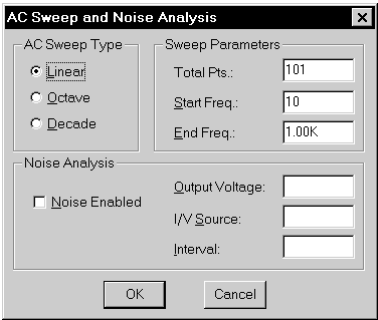 AC Sweep and Noise Analysis
AC Sweep Type
Linear
Octave
Decade
Sweep Parameters
Total Pts.: 101
Start Freq.: 10
End Freq.: 1.00K
Noise Analysis
Noise Enabled
Output Voltage:
I/V Source:
Interval:
OK
Cancel